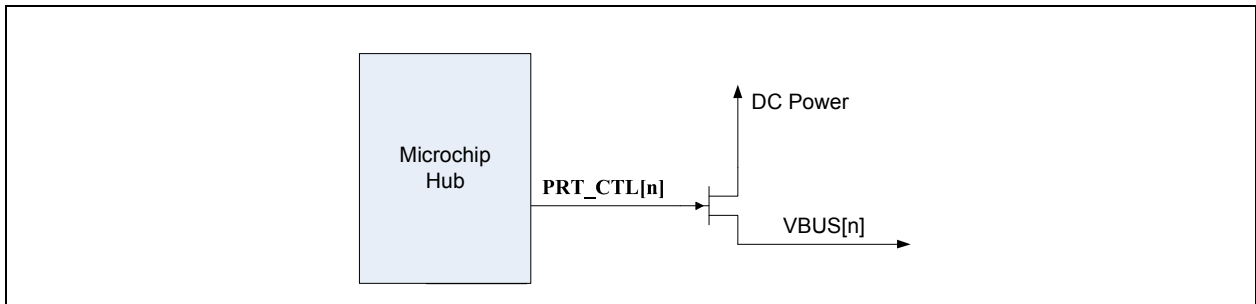 DC Power
Microchip
Hub
PRT_CTL[n]
VBUS[n]